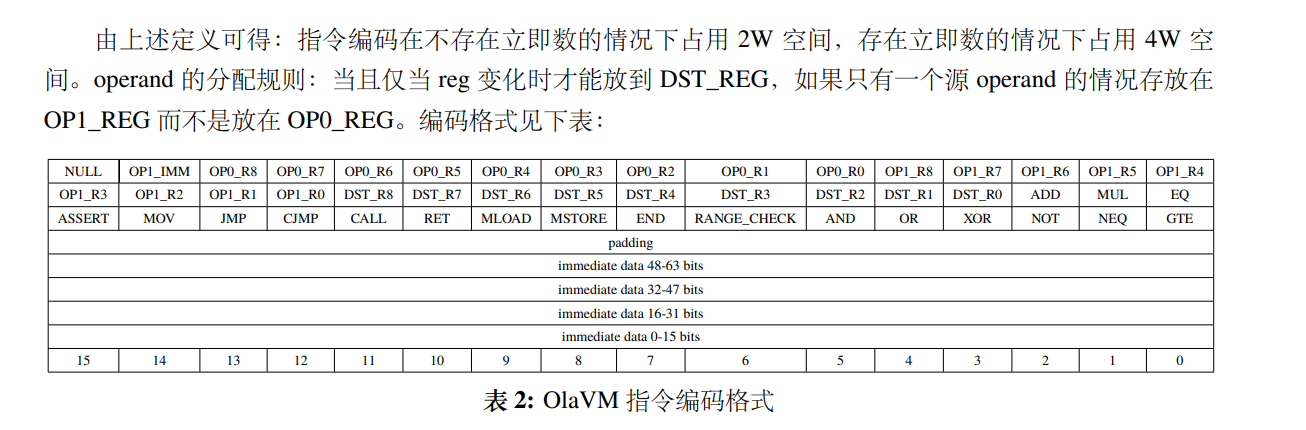 由上述定义可得：指令编码在不存在立即数的情况下占用 2W 空间，存在立即数的情况下占用 4W 空
间。operand 的分配规则：当且仅当 reg 变化时才能放到 DST_REG，如果只有一个源 operand 的情况存放在
OP1_REG 而不是放在 OP0_REG。编码格式见下表：
NULL OP1_IMM OP0_R8 OP0_R7 OP0_R6 OP0_R5 OP0_R4 OP0_R3 OP0_R2 OP0_R1 OP0_R0 OP1_R8 OP1_R7 OP1_R6 OP1_R5 OP1_R4
OP1_R3 OP1_R2 OP1_R1 OP1_R0 DST_R8 DST_R7 DST_R6 DST_R5 DST_R4 DST_R3 DST_R2 DST_R1 DST_R0 ADD MUL EQ
ASSERT MOV JMP CJMP CALL RET MLOAD MSTORE END RANGE_CHECK AND OR XOR NOT NEQ GTE
padding
immediate data 48-63 bits
immediate data 32-47 bits
immediate data 16-31 bits
immediate data 0-15 bits
15 14 13 12 11 10 9 8 7 6 5 4 3 2 1 0
表 2: OlaVM 指令编码格式